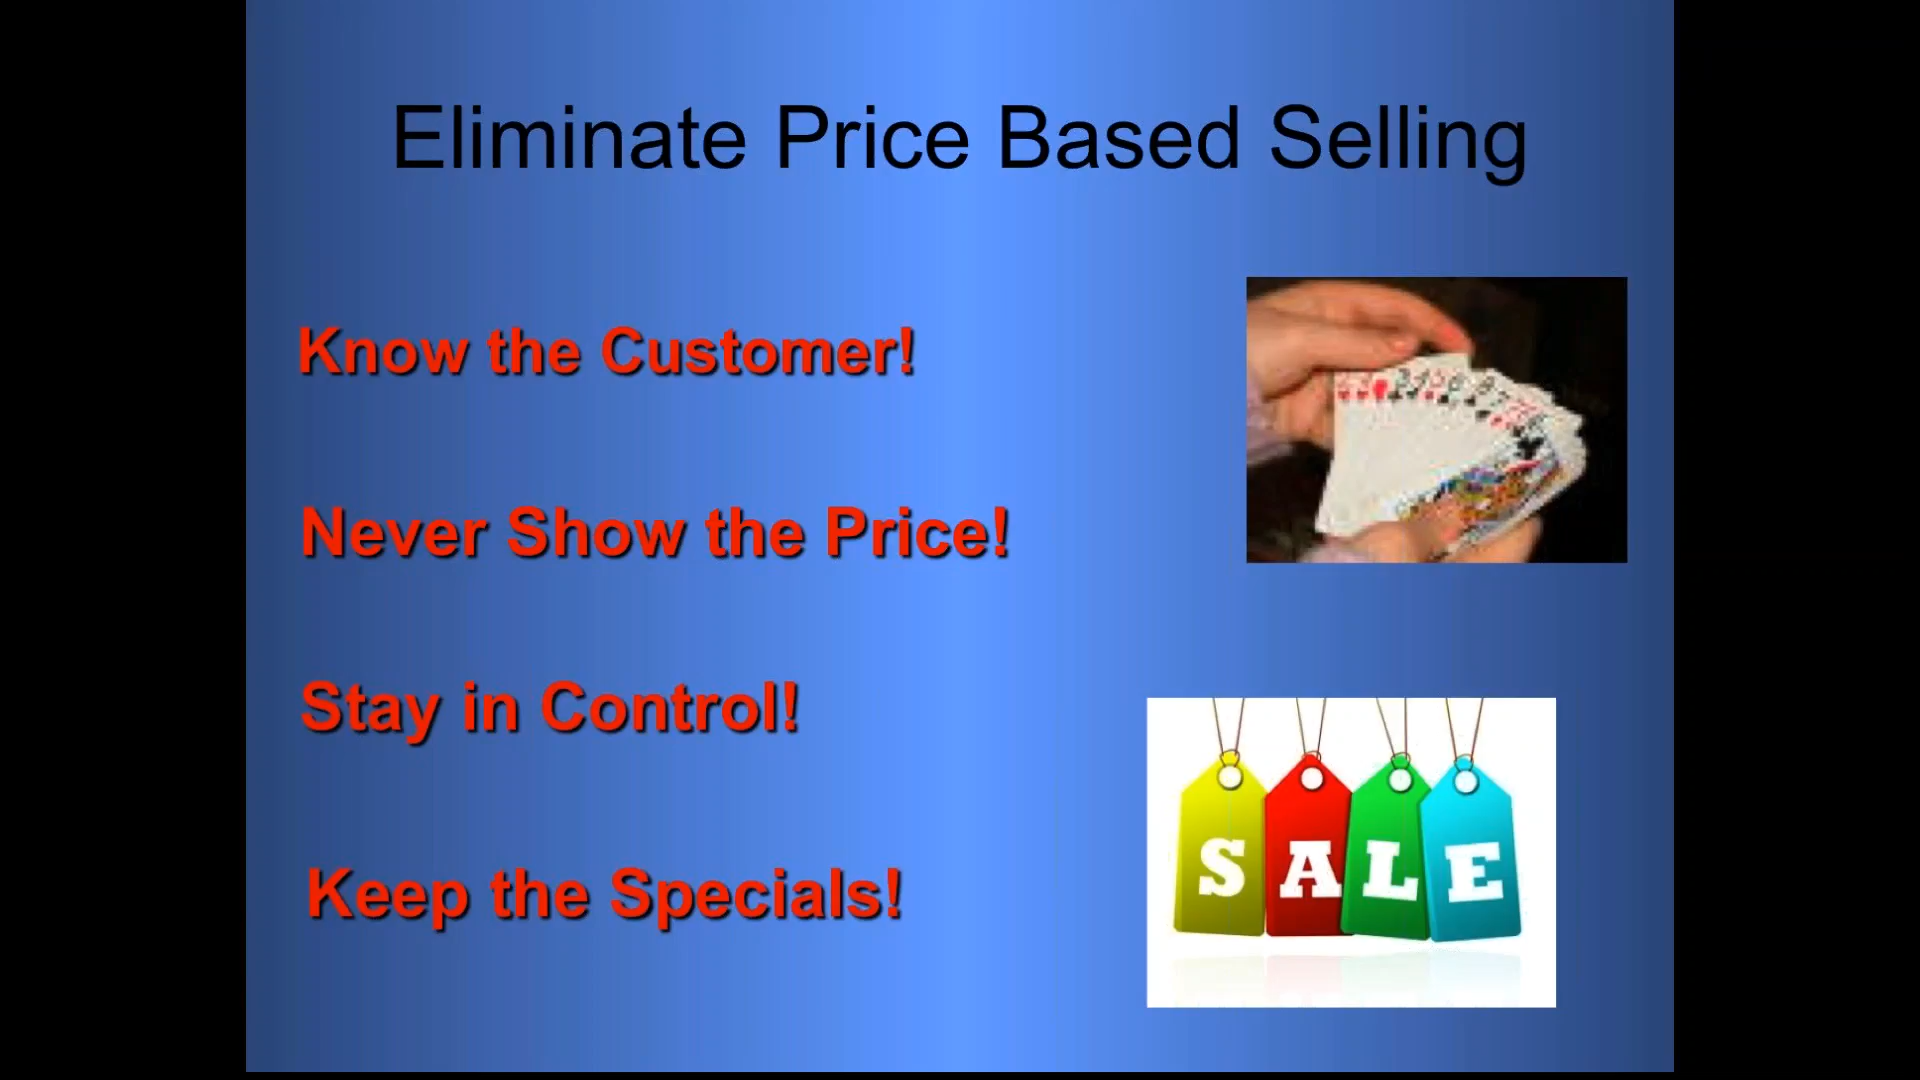 Eliminate Price Based Selling
Know the Customer!
Never Show the Price!
Stay in Control!
Keep the Specials!
SALE